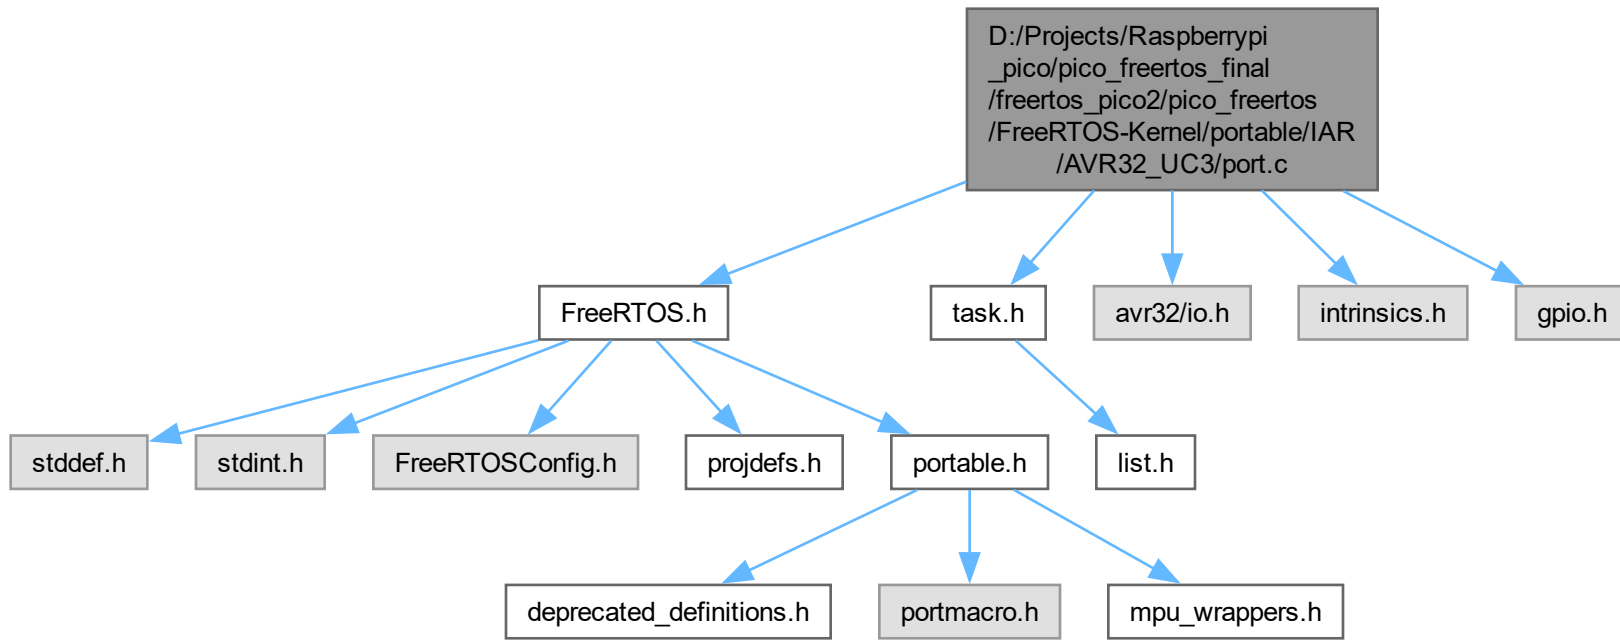 D:/Projects/Raspberrypi
_pico/pico_freertos_final
/freertos_pico2/pico_freertos
/FreeRTOS-Kernel/portable/IAR
/AVR32_UC3/port.c
FreeRTOS.h
task.h
avr32/io.h
intrinsics.h
gpio.h
stddef.h
stdint.h
FreeRTOSConfig.h
projdefs.h
portable.h
list.h
deprecated_definitions.h
portmacro.h
mpu_wrappers.h